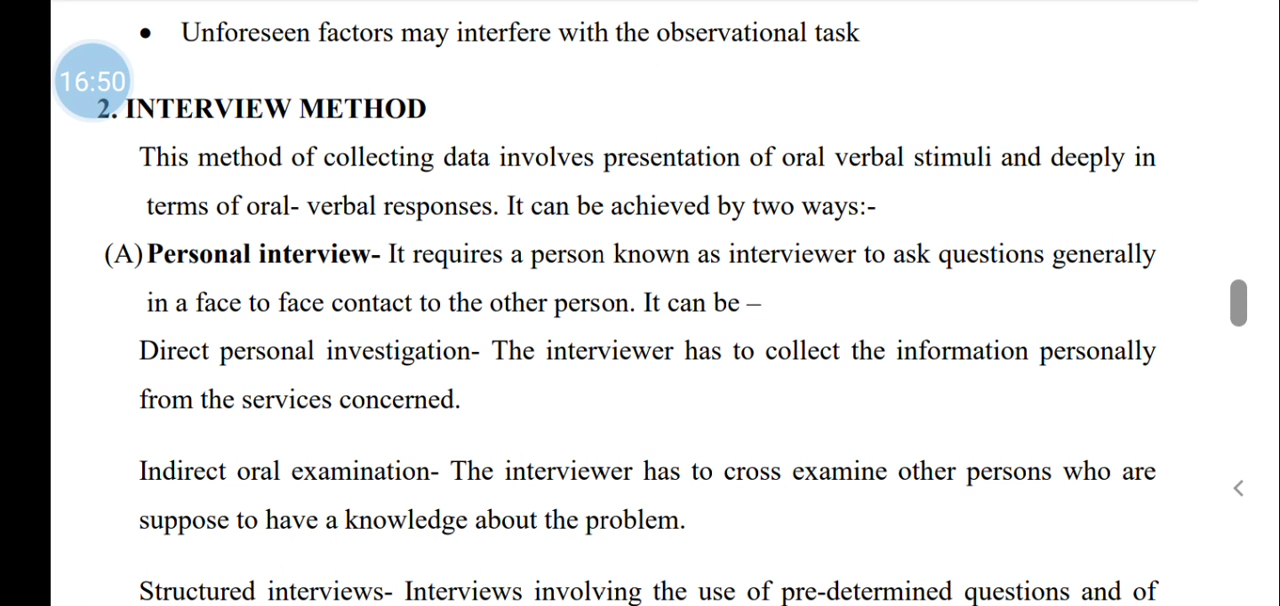 • Unforeseen factors may interfere with the observational task
16:50
2. INTERVIEW METHOD
This method of collecting data involves presentation of oral verbal stimuli and deeply in
terms of oral- verbal responses. It can be achieved by two ways:-
(A) Personal interview- It requires a person known as interviewer to ask questions generally
in a face to face contact to the other person. It can be –
Direct personal investigation- The interviewer has to collect the information personally
from the services concerned.
Indirect oral examination- The interviewer has to cross examine other persons who are
suppose to have a knowledge about the problem.
Structured interviews- Interviews involving the use of pre-determined questions and of